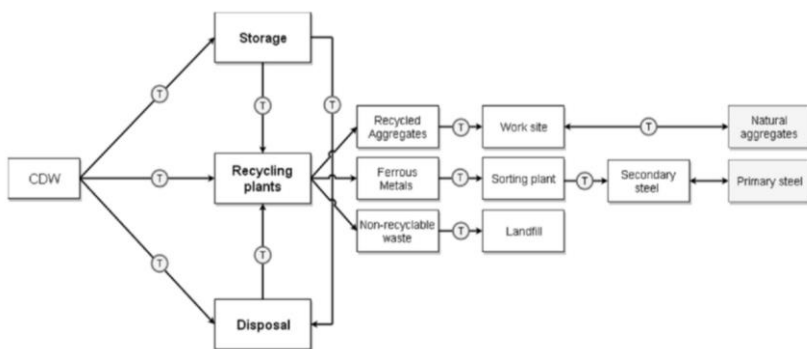 Storage
T
T
T
T
Recycled
Aggregates
T
Work site
T
Natural
aggregates
CDW
T
Recycling
plants
Ferrous
Metals
T
Sorting plant
T
Secondary
steel
Primary steel
Non-recyclable
waste
T
Landfill
T
T
Disposal